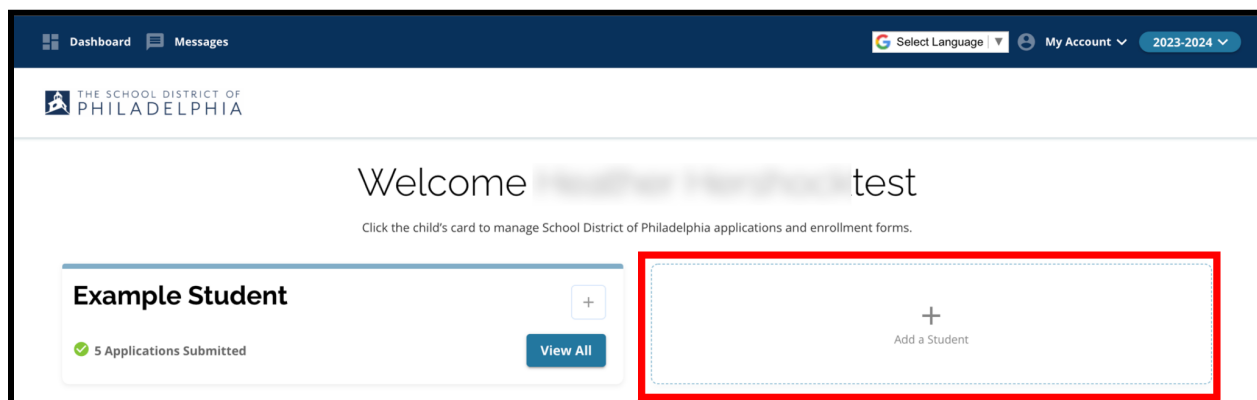 Dashboard Messages Select Language ▼ My Account 2023-2024
THE SCHOOL DISTRICT OF
PHILADELPHIA
Welcome test
Click the child's card to manage School District of Philadelphia applications and enrollment forms.
Example Student
+
5 Applications Submitted
View All
+
Add a Student